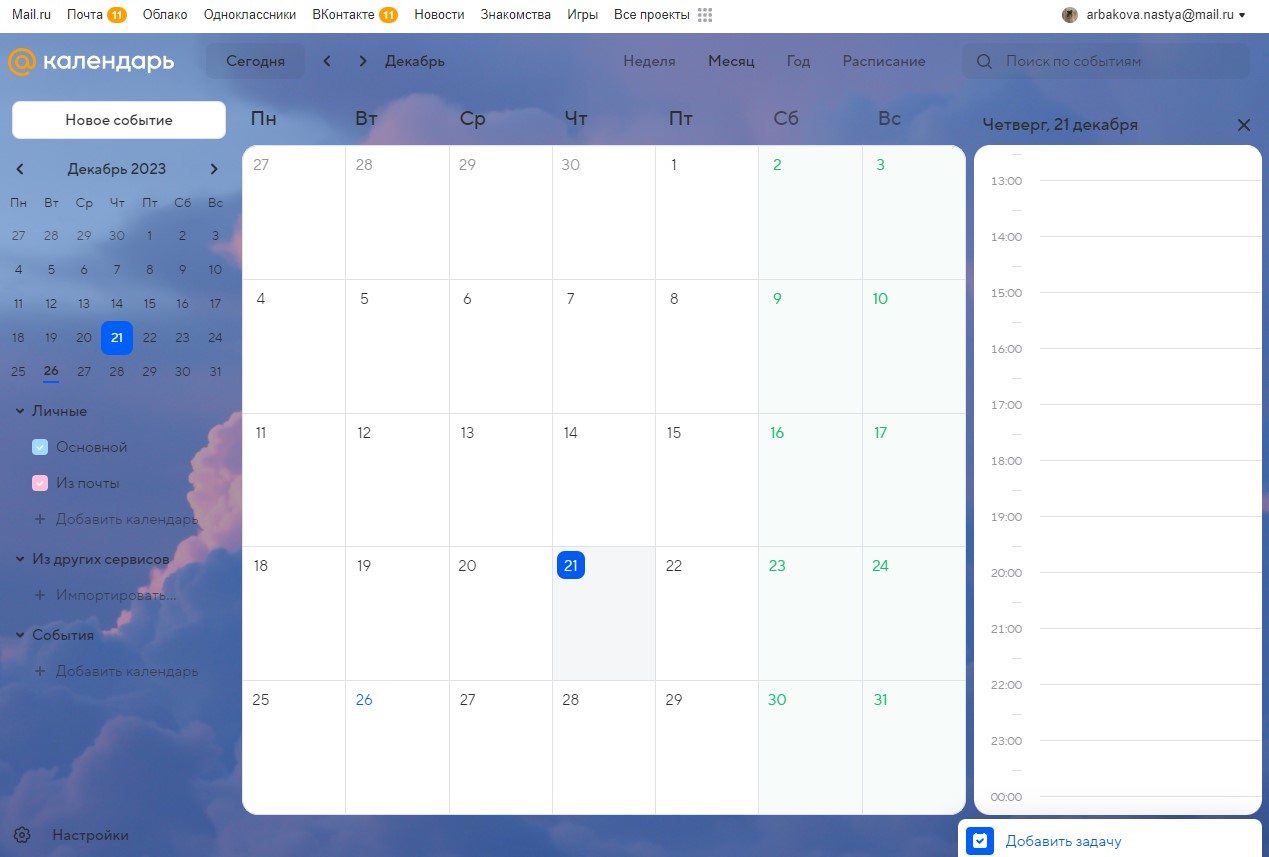 Mail.ru Почта 11 Облако Одноклассники ВКонтакте 11 Новости Знакомства Игры Все проекты arbakova.nastya@mail.ru
календарь Сегодня Декабрь Неделя Месяц Год Расписание Поиск по событиям
Новое событие
Декабрь 2023
Пн Вт Ср Чт Пт Сб Вс
27 28 29 30 1 2 3
4 5 6 7 8 9 10
11 12 13 14 15 16 17
18 19 20 21 22 23 24
25 26 27 28 29 30 31
Личные
Основной
Из почты
+ Добавить календарь
Из других сервисов
+ Импортировать...
События
+ Добавить календарь
Настройки
Пн Вт Ср Чт Пт Сб Вс
27 28 29 30 1 2 3
4 5 6 7 8 9 10
11 12 13 14 15 16 17
18 19 20 21 22 23 24
25 26 27 28 29 30 31
Четверг, 21 декабря
13:00
14:00
15:00
16:00
17:00
18:00
19:00
20:00
21:00
22:00
23:00
00:00
Добавить задачу